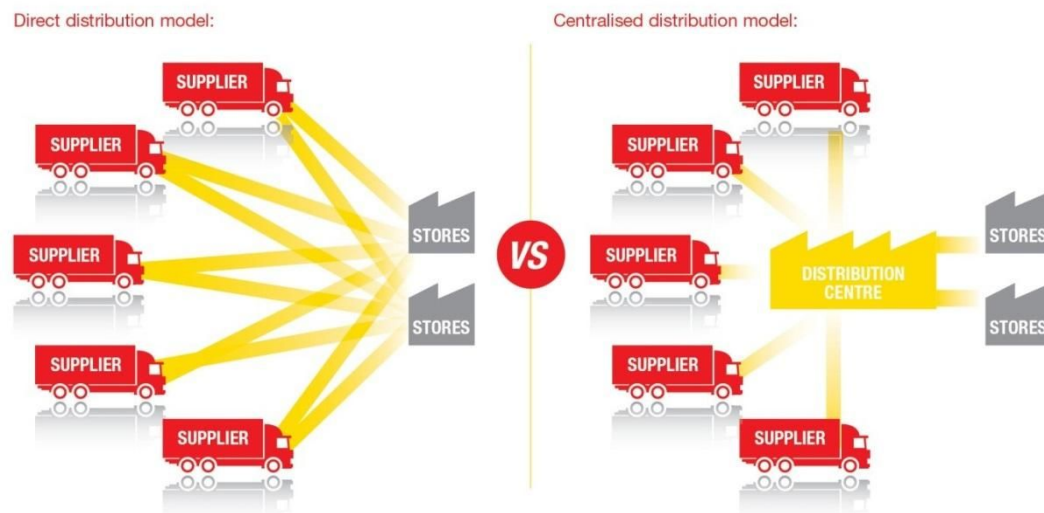 Direct distribution model:
SUPPLIER
SUPPLIER
SUPPLIER
SUPPLIER
SUPPLIER
STORES
STORES
VS
Centralised distribution model:
SUPPLIER
SUPPLIER
SUPPLIER
SUPPLIER
SUPPLIER
DISTRIBUTION
CENTRE
STORES
STORES